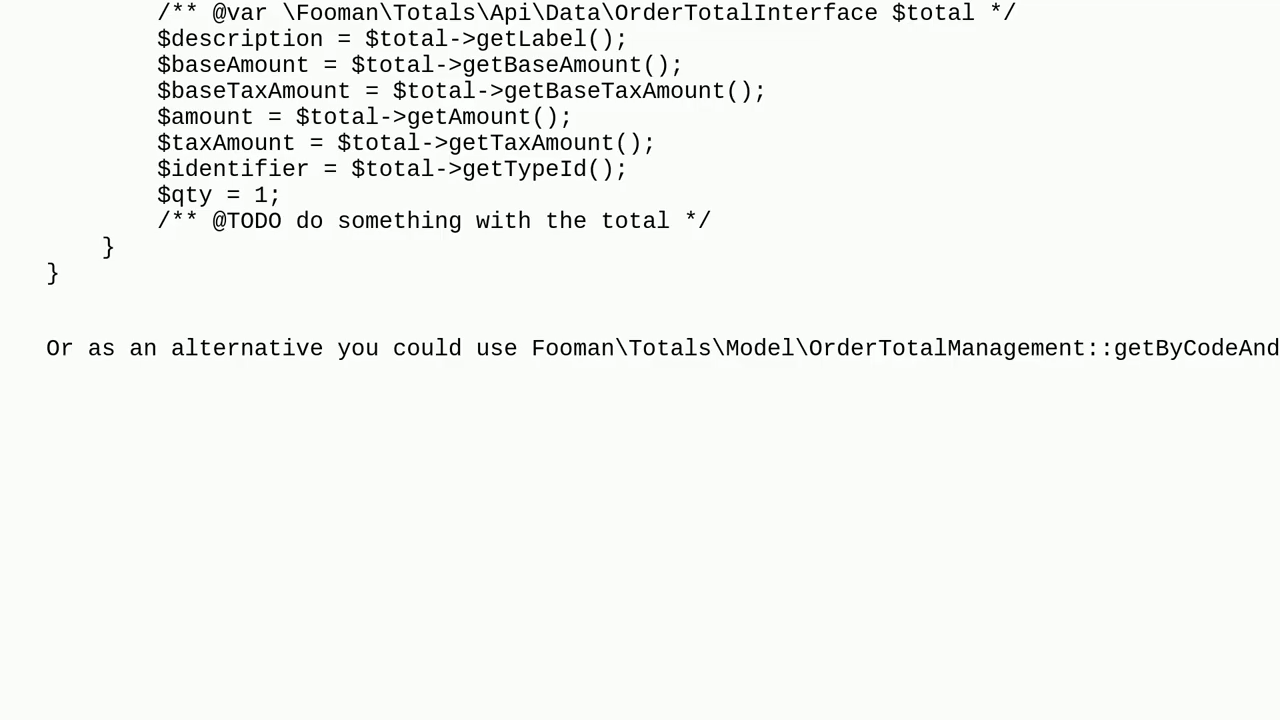 /** @var \Fooman\Totals\Api\Data\OrderTotalInterface $total */
$description = $total->getLabel();
$baseAmount = $total->getBaseAmount();
$baseTaxAmount = $total->getBaseTaxAmount();
$amount = $total->getAmount();
$taxAmount = $total->getTaxAmount();
$identifier = $total->getTypeId();
$qty = 1;
/** @TODO do something with the total */
}
}
Or as an alternative you could use Fooman\Totals\Model\OrderTotalManagement::getByCodeAnd